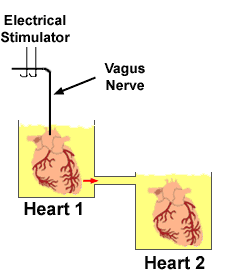 Electrical
Stimulator
Vagus
Nerve
Heart 1
Heart 2